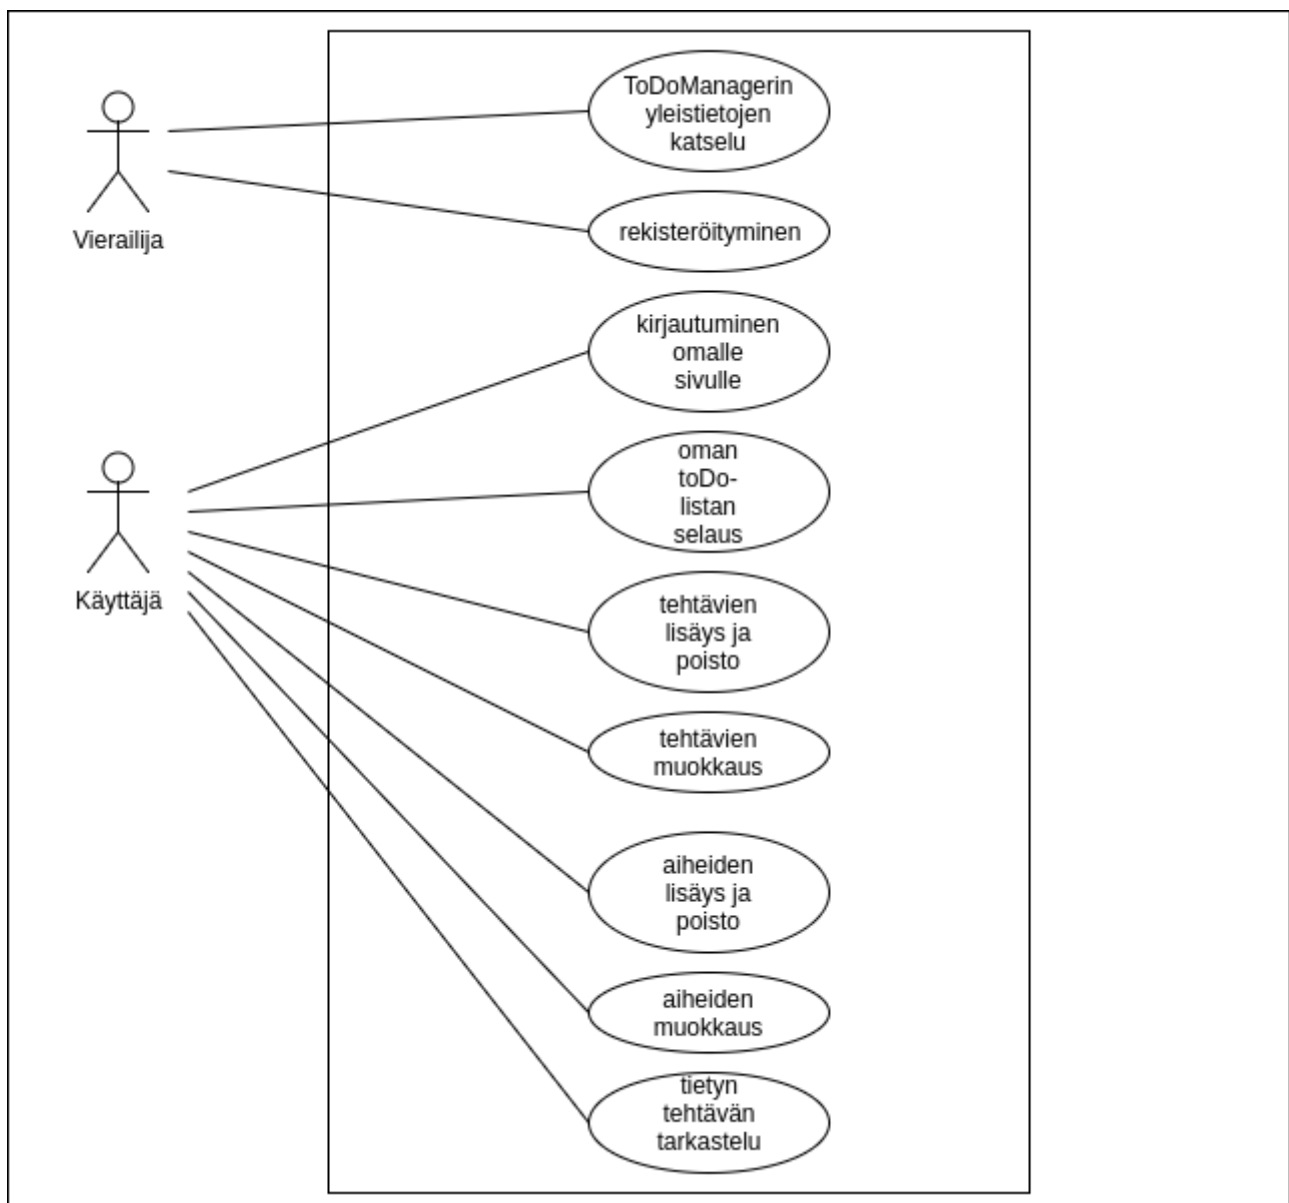 ToDoManagerin
yleistietojen
katselu
Vierailija
rekisteröityminen
kirjautuminen
omalle
sivulle
oman
toDo-
listan
selaus
Käyttäjä
tehtävien
lisäys ja
poisto
tehtävien
muokkaus
aiheiden
lisäys ja
poisto
aiheiden
muokkaus
tietyn
tehtävän
tarkastelu